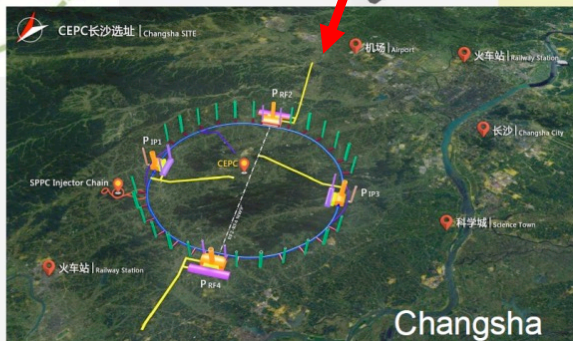 CEPC长沙选址 | Changsha SITE
机场 | Airport
火车站 | Railway Station
P RF2
P IP1
CEPC
长沙 | Changsha City
SPPC Injector Chain
P IP3
科学城 | Science Town
火车站 | Railway Station
P RF4
Changsha